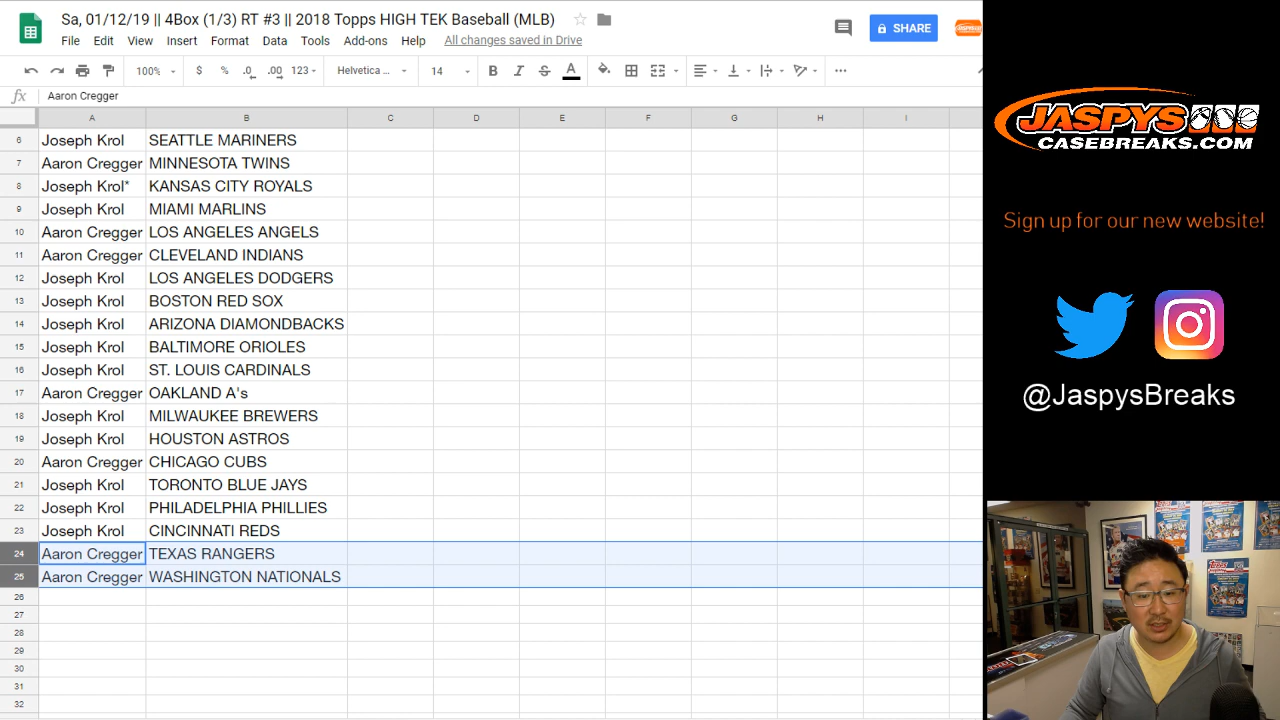 Sa, 01/12/19 || 4Box (1/3) RT #3 || 2018 Topps HIGH TEK Baseball (MLB)
File Edit View Insert Format Data Tools Add-ons Help All changes saved in Drive
SHARE
100% $ % .0 .00 123 Helvetica ... 14 B I S A
fx Aaron Cregger
A B C D E F G H I
6 Joseph Krol SEATTLE MARINERS
7 Aaron Cregger MINNESOTA TWINS
8 Joseph Krol* KANSAS CITY ROYALS
9 Joseph Krol MIAMI MARLINS
10 Aaron Cregger LOS ANGELES ANGELS
11 Aaron Cregger CLEVELAND INDIANS
12 Joseph Krol LOS ANGELES DODGERS
13 Joseph Krol BOSTON RED SOX
14 Joseph Krol ARIZONA DIAMONDBACKS
15 Joseph Krol BALTIMORE ORIOLES
16 Joseph Krol ST. LOUIS CARDINALS
17 Aaron Cregger OAKLAND A's
18 Joseph Krol MILWAUKEE BREWERS
19 Joseph Krol HOUSTON ASTROS
20 Aaron Cregger CHICAGO CUBS
21 Joseph Krol TORONTO BLUE JAYS
22 Joseph Krol PHILADELPHIA PHILLIES
23 Joseph Krol CINCINNATI REDS
24 Aaron Cregger TEXAS RANGERS
25 Aaron Cregger WASHINGTON NATIONALS
26
27
28
29
30
31
32
JASPYS
CASEBREAKS.COM
Sign up for our new website!
@JaspysBreaks